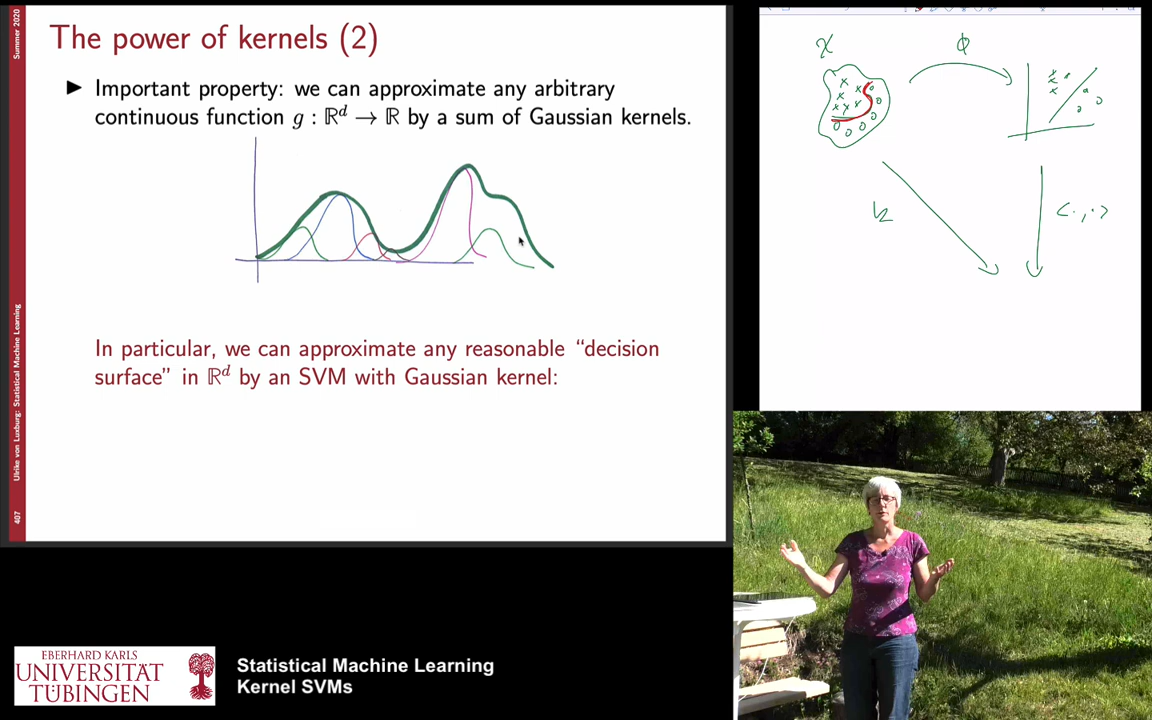 Summer 2020
The power of kernels (2)
▶ Important property: we can approximate any arbitrary
continuous function g : ℝᵈ → ℝ by a sum of Gaussian kernels.
In particular, we can approximate any reasonable “decision
surface” in ℝᵈ by an SVM with Gaussian kernel:
Ulrike von Luxburg: Statistical Machine Learning
407
X
Φ
k
<·,·>
EBERHARD KARLS
UNIVERSITÄT
TÜBINGEN
Statistical Machine Learning
Kernel SVMs